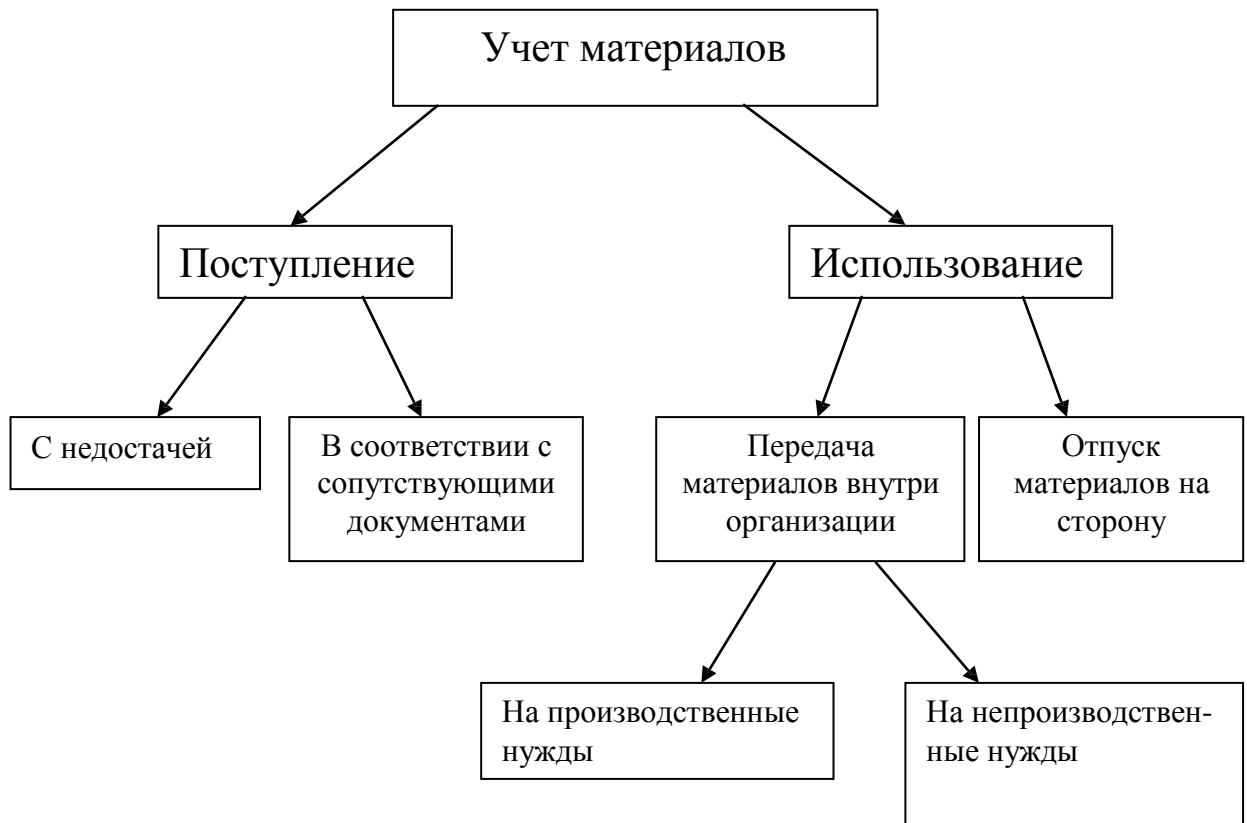 Учет материалов
Поступление
Использование
С недостачей
В соответствии с
сопутствующими
документами
Передача
материалов внутри
организации
Отпуск
материалов на
сторону
На производственные
нужды
На непроизводствен-
ные нужды